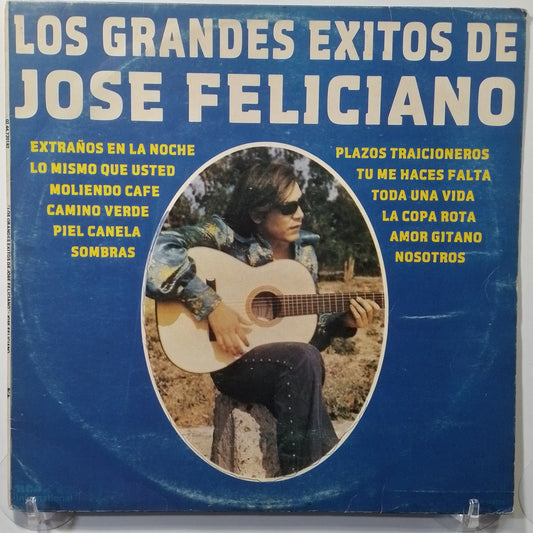 LOS GRANDES EXITOS DE
JOSE FELICIANO
EXTRAÑOS EN LA NOCHE
LO MISMO QUE USTED
MOLIENDO CAFE
CAMINO VERDE
PIEL CANELA
SOMBRAS
PLAZOS TRAICIONEROS
TU ME HACES FALTA
TODA UNA VIDA
LA COPA ROTA
AMOR GITANO
NOSOTROS
International